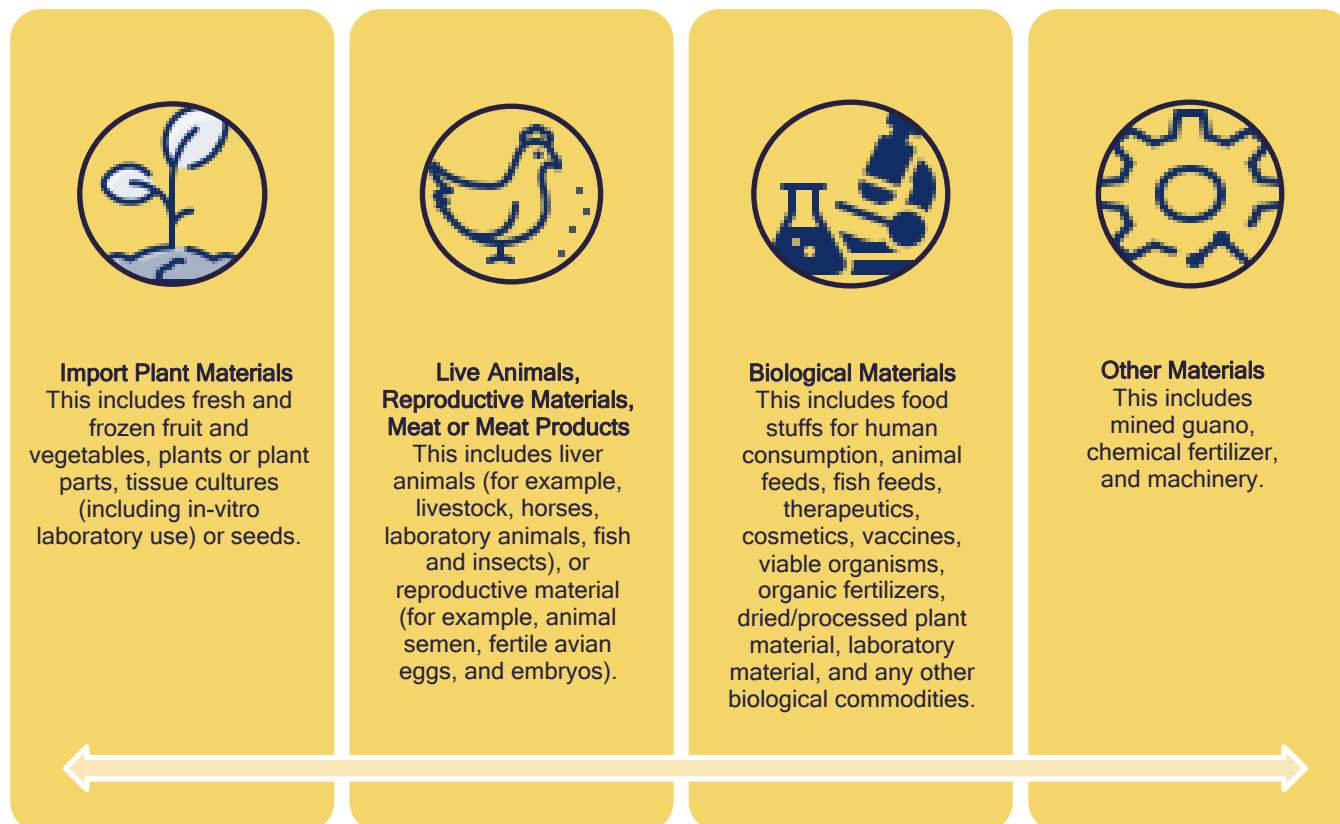 Import Plant Materials
This includes fresh and
frozen fruit and
vegetables, plants or plant
parts, tissue cultures
(including in-vitro
laboratory use) or seeds.
Live Animals,
Reproductive Materials,
Meat or Meat Products
This includes liver
animals (for example,
livestock, horses,
laboratory animals, fish
and insects), or
reproductive material
(for example, animal
semen, fertile avian
eggs, and embryos).
Biological Materials
This includes food
stuffs for human
consumption, animal
feeds, fish feeds,
therapeutics,
cosmetics, vaccines,
viable organisms,
organic fertilizers,
dried/processed plant
material, laboratory
material, and any other
biological commodities.
Other Materials
This includes
mined guano,
chemical fertilizer,
and machinery.